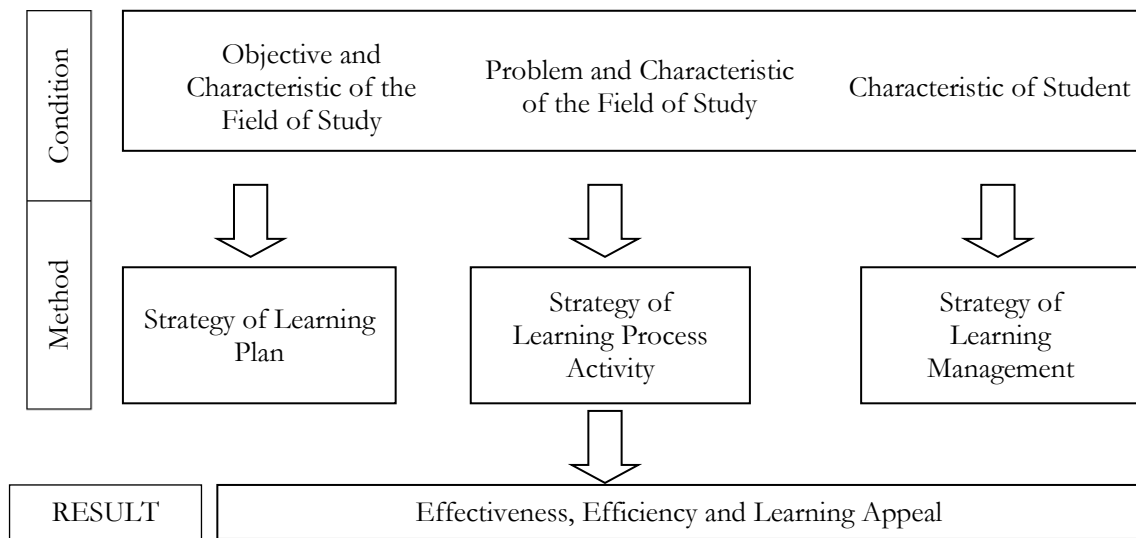 Condition
Objective and
Characteristic of the
Field of Study
Problem and Characteristic
of the Field of Study
Characteristic of Student
Method
Strategy of Learning
Plan
Strategy of
Learning Process
Activity
Strategy of
Learning
Management
RESULT
Effectiveness, Efficiency and Learning Appeal